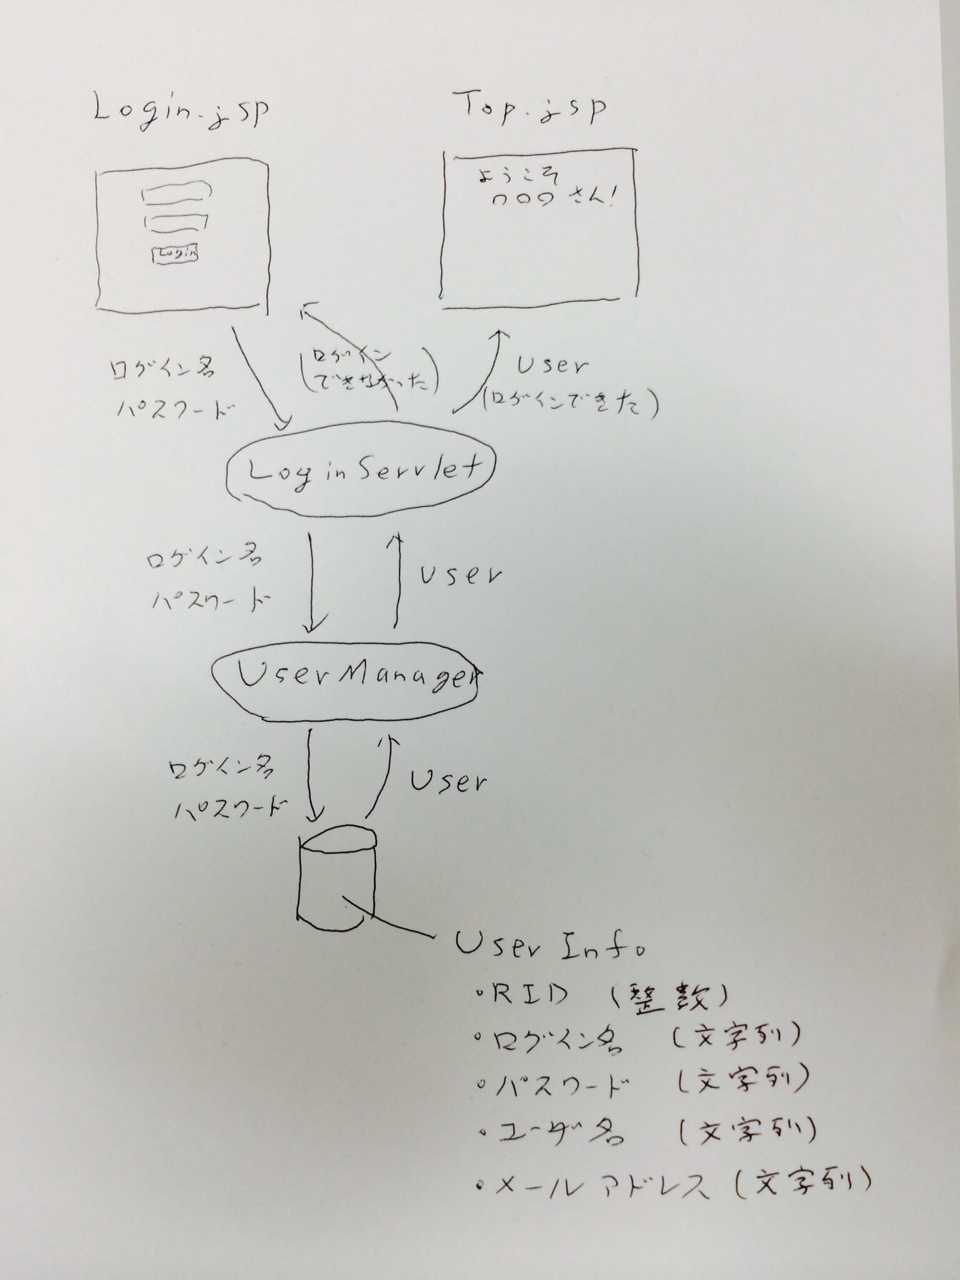 Login.jsp
Top.jsp
Login
ようこそ
○○○さん!
ログイン名
パスワード
(ログイン
できなかった)
User
(ログインできた)
LoginServlet
ログイン名
パスワード
User
UserManager
ログイン名
パスワード
User
User Info
・RID (整数)
・ログイン名 (文字列)
・パスワード (文字列)
・ユーザ名 (文字列)
・メールアドレス (文字列)